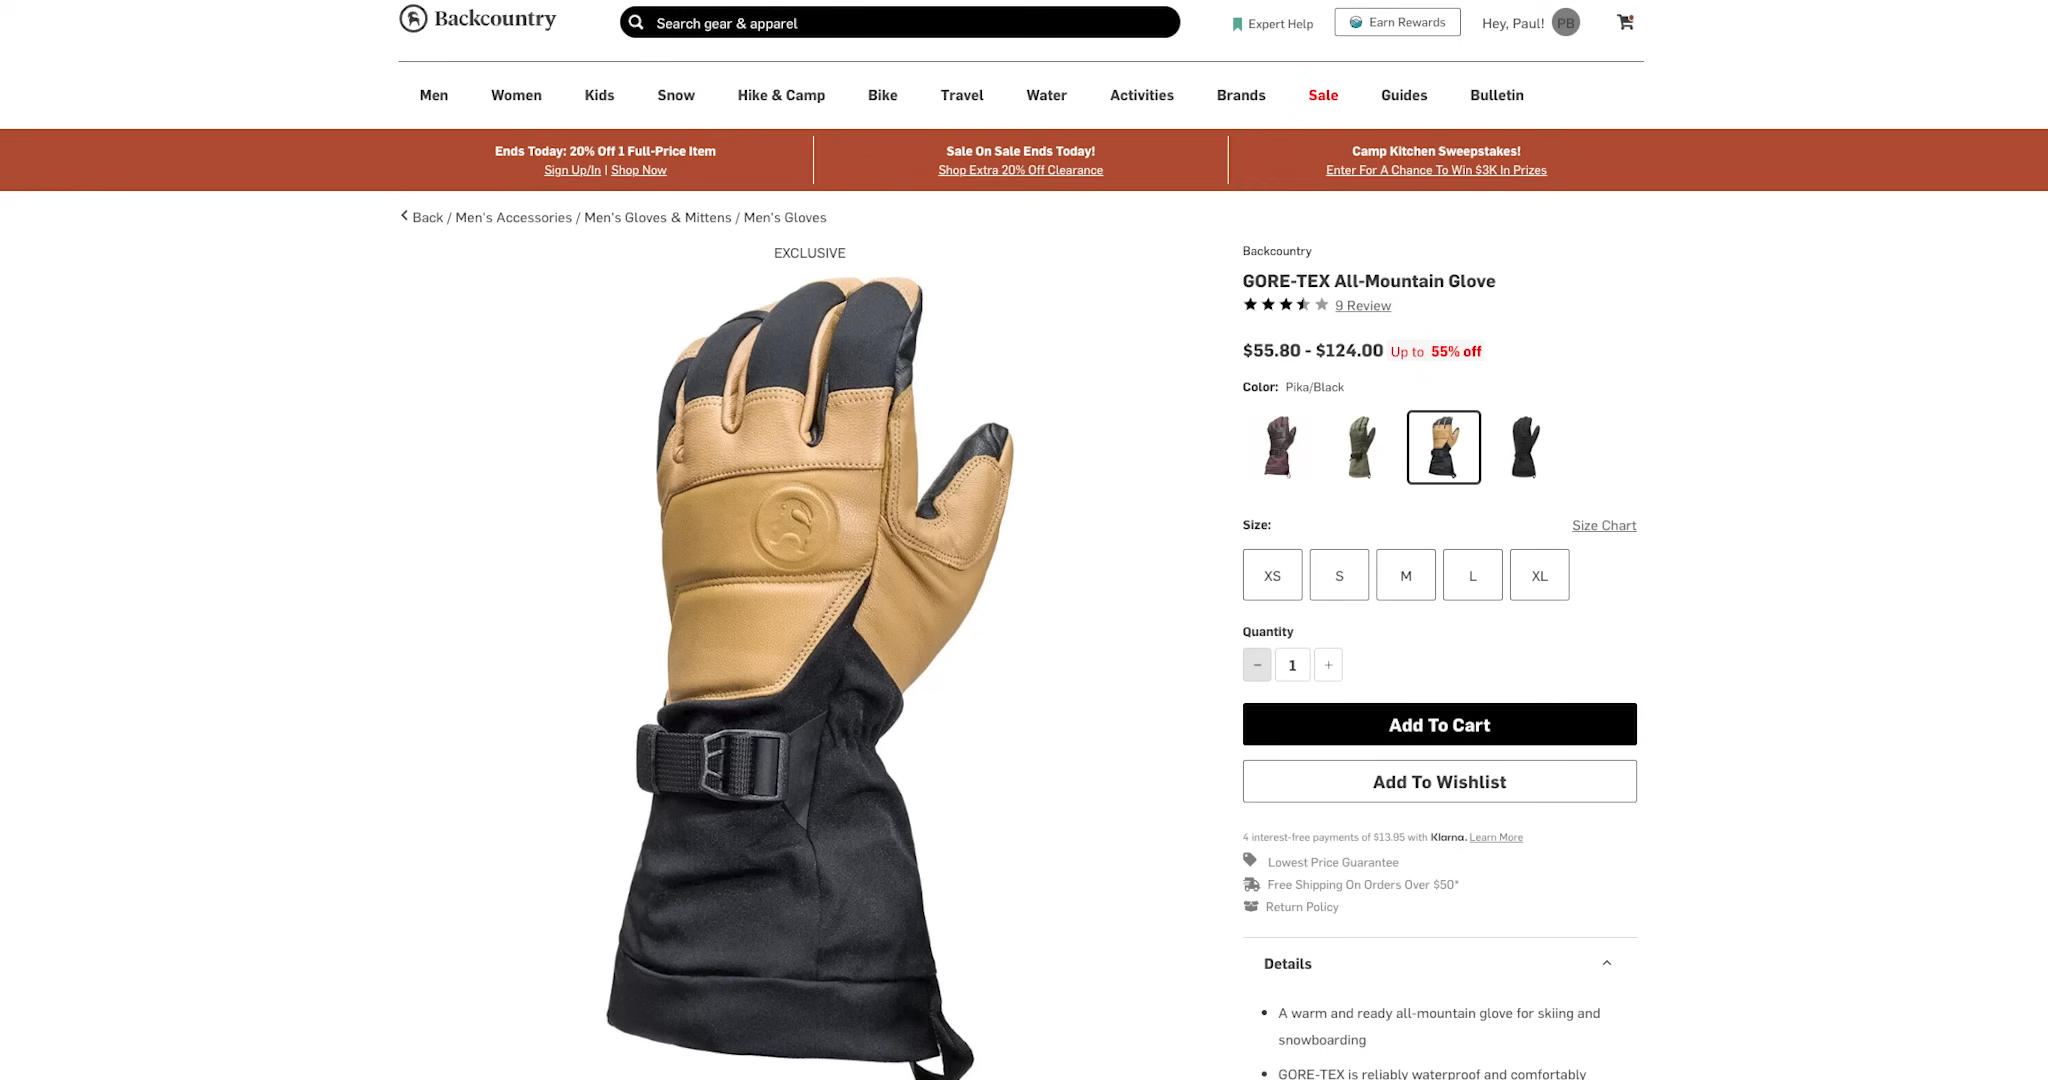 Backcountry
Search gear & apparel
Expert Help
Earn Rewards
Hey, Paul!
PB
Men
Women
Kids
Snow
Hike & Camp
Bike
Travel
Water
Activities
Brands
Sale
Guides
Bulletin
Ends Today: 20% Off 1 Full-Price Item
Sign Up/In | Shop Now
Sale On Sale Ends Today!
Shop Extra 20% Off Clearance
Camp Kitchen Sweepstakes!
Enter For A Chance To Win $3K In Prizes
Back / Men's Accessories / Men's Gloves & Mittens / Men's Gloves
EXCLUSIVE
Backcountry
GORE-TEX All-Mountain Glove
9 Review
$55.80 - $124.00 Up to 55% off
Color: Pika/Black
Size:
Size Chart
XS
S
M
L
XL
Quantity
− 1 +
Add To Cart
Add To Wishlist
4 interest-free payments of $13.95 with Klarna. Learn More
Lowest Price Guarantee
Free Shipping On Orders Over $50*
Return Policy
Details
• A warm and ready all-mountain glove for skiing and
snowboarding
• GORE-TEX is reliably waterproof and comfortably